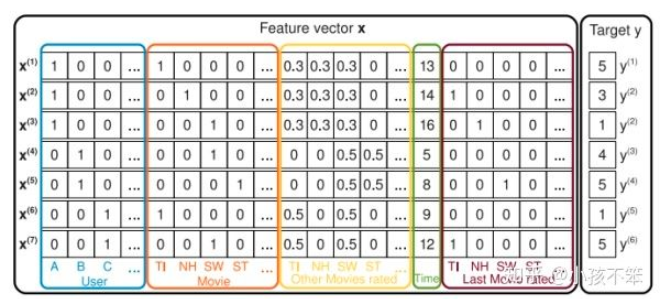 Feature vector x Target y
x(1) 1 0 0 ... 1 0 0 0 ... 0.3 0.3 0.3 0 ... 13 0 0 0 0 ... 5 y(1)
x(2) 1 0 0 ... 0 1 0 0 ... 0.3 0.3 0.3 0 ... 14 1 0 0 0 ... 3 y(2)
x(3) 1 0 0 ... 0 0 1 0 ... 0.3 0.3 0.3 0 ... 16 0 1 0 0 ... 1 y(2)
x(4) 0 1 0 ... 0 0 1 0 ... 0 0 0.5 0.5 ... 5 0 0 0 0 ... 4 y(3)
x(5) 0 1 0 ... 0 0 0 1 ... 0 0 0.5 0.5 ... 8 0 0 1 0 ... 5 y(4)
x(6) 0 0 1 ... 1 0 0 0 ... 0.5 0 0.5 0 ... 9 0 0 0 0 ... 1 y(5)
x(7) 0 0 1 ... 0 0 1 0 ... 0.5 0 0.5 0 ... 12 1 0 0 0 ... 5 y(6)
A B C ... TI NH SW ST ... TI NH SW ST ... TI NH SW ST ...
User Movie Other Movies rated Time Last Movie rated
知乎 @小孩不笨